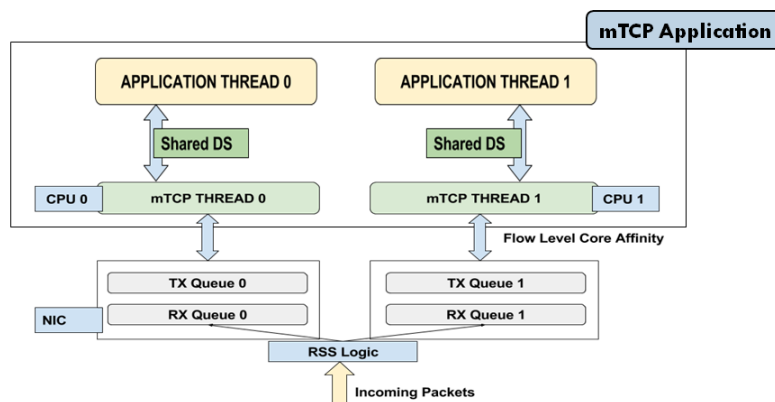 mTCP Application
APPLICATION THREAD 0
APPLICATION THREAD 1
Shared DS
Shared DS
CPU 0
mTCP THREAD 0
mTCP THREAD 1
CPU 1
Flow Level Core Affinity
TX Queue 0
TX Queue 1
NIC
RX Queue 0
RX Queue 1
RSS Logic
Incoming Packets